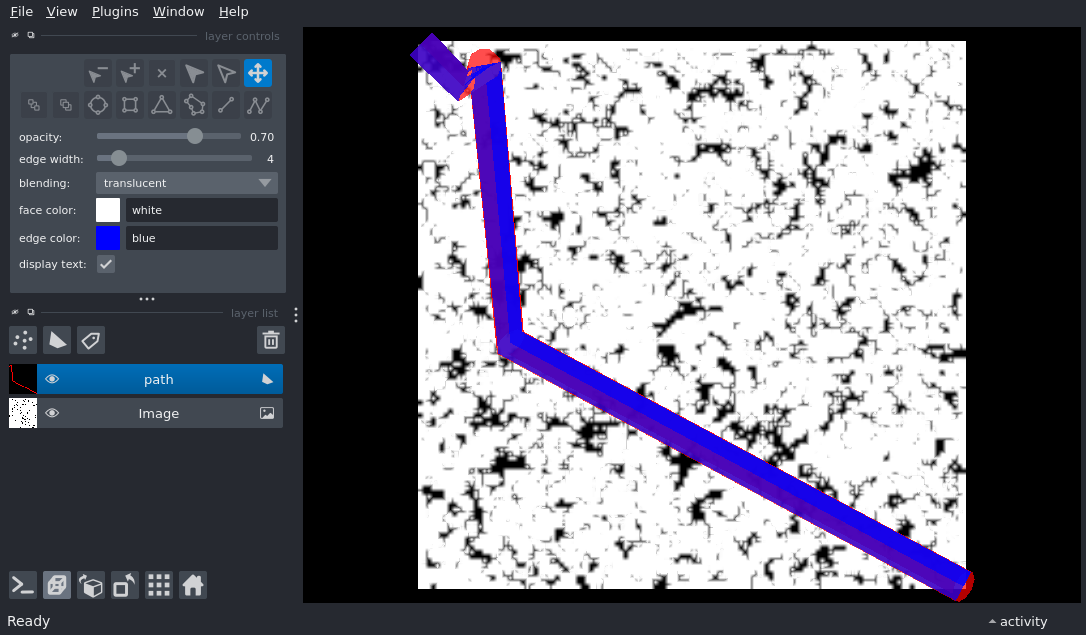 File View Plugins Window Help
layer controls
opacity: 0.70
edge width: 4
blending: translucent
face color: white
edge color: blue
display text:
layer list
path
Image
Ready
activity